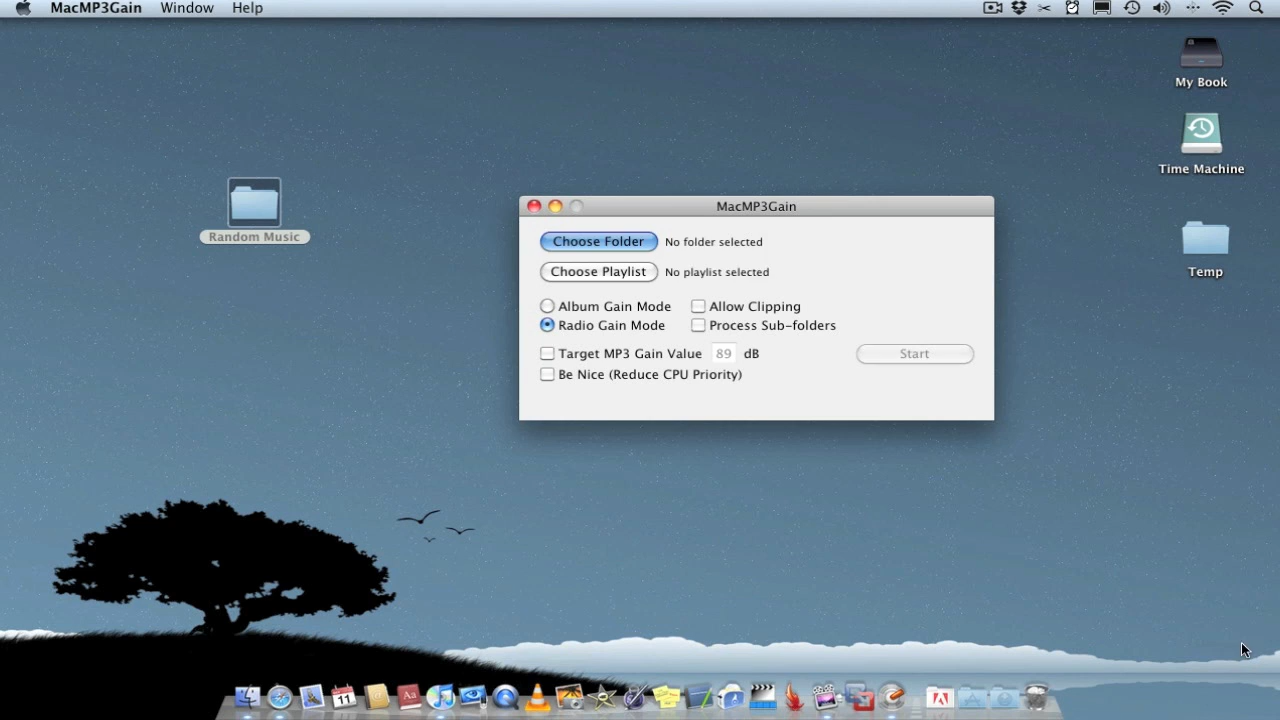 MacMP3Gain Window Help
My Book
Time Machine
Random Music
Temp
MacMP3Gain
Choose Folder No folder selected
Choose Playlist No playlist selected
Album Gain Mode Allow Clipping
Radio Gain Mode Process Sub-folders
Target MP3 Gain Value 89 dB Start
Be Nice (Reduce CPU Priority)
11
Aa